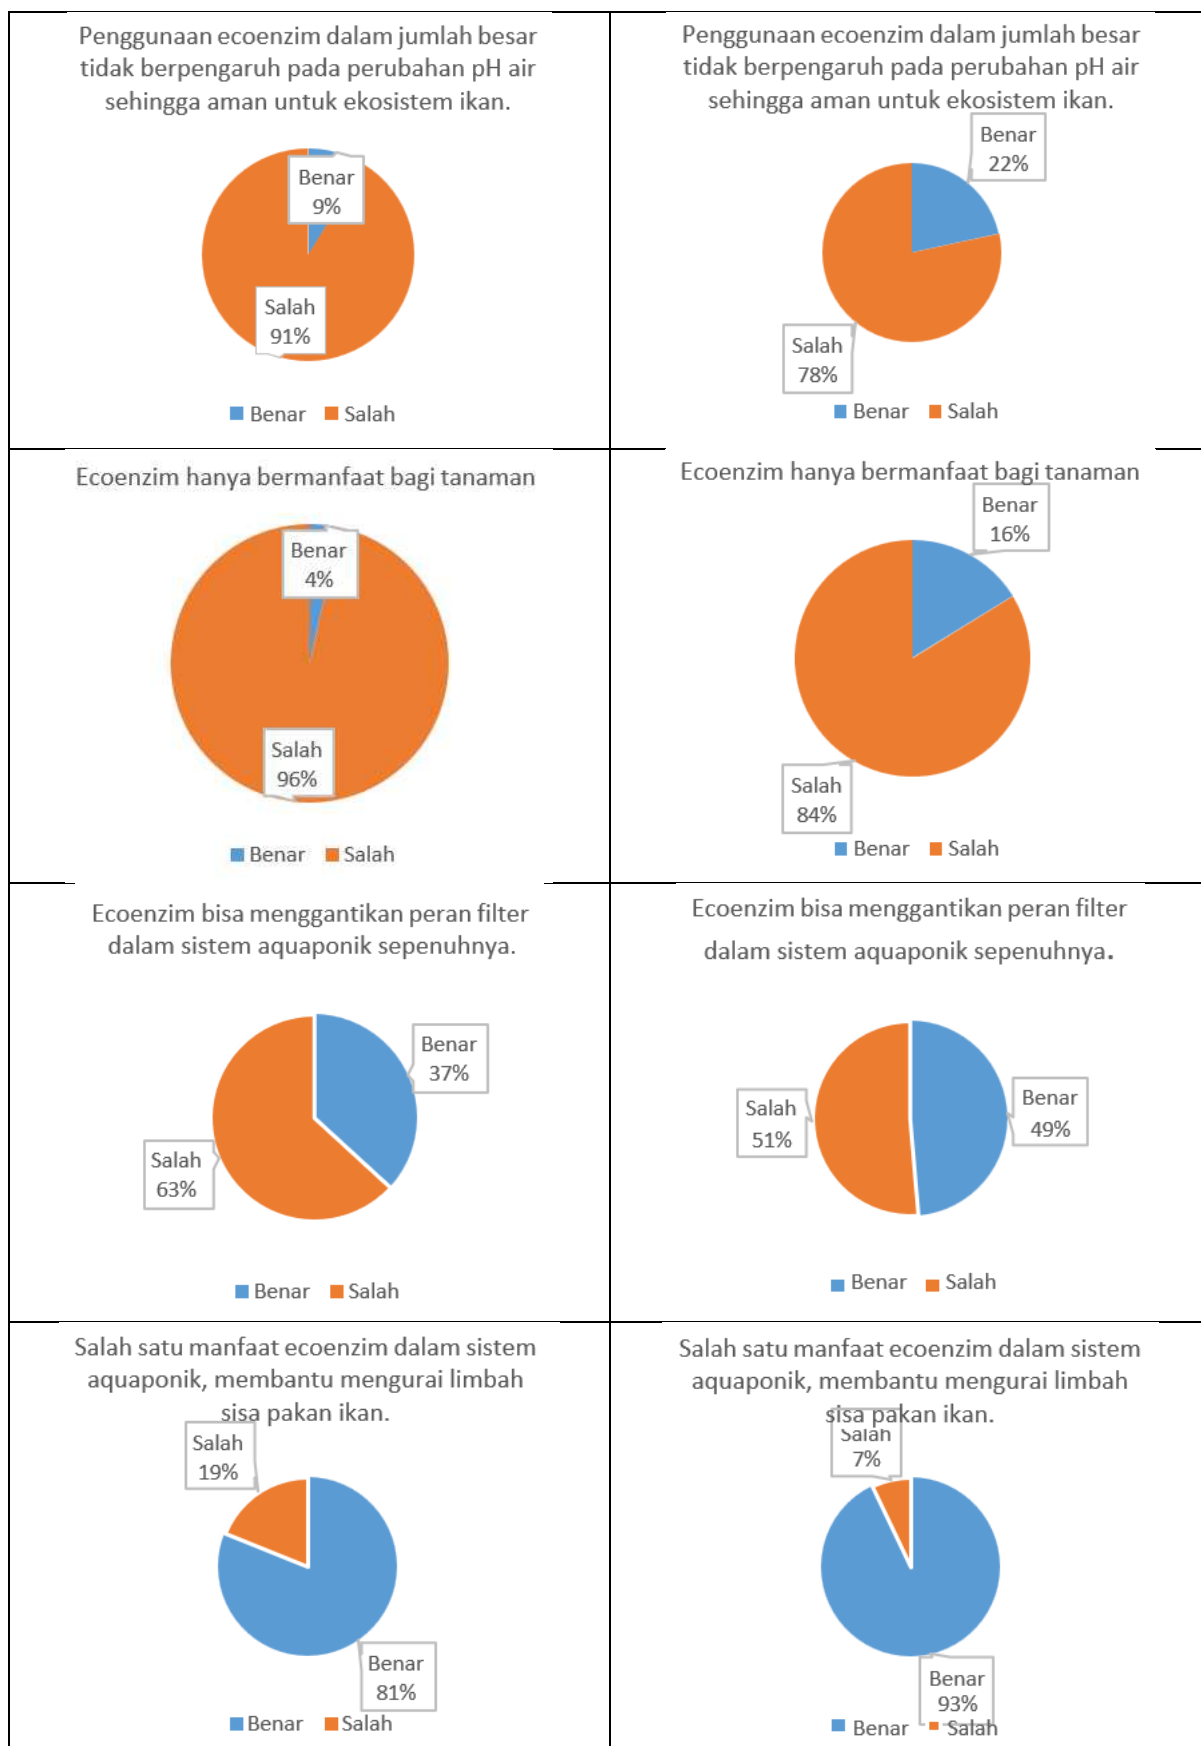 Penggunaan ecoenzim dalam jumlah besar
tidak berpengaruh pada perubahan pH air
sehingga aman untuk ekosistem ikan.
Benar
9%
Salah
91%
Benar Salah
Penggunaan ecoenzim dalam jumlah besar
tidak berpengaruh pada perubahan pH air
sehingga aman untuk ekosistem ikan.
Benar
22%
Salah
78%
Benar Salah
Ecoenzim hanya bermanfaat bagi tanaman
Benar
4%
Salah
96%
Benar Salah
Ecoenzim hanya bermanfaat bagi tanaman
Benar
16%
Salah
84%
Benar Salah
Ecoenzim bisa menggantikan peran filter
dalam sistem aquaponik sepenuhnya.
Benar
37%
Salah
63%
Benar Salah
Ecoenzim bisa menggantikan peran filter
dalam sistem aquaponik sepenuhnya.
Salah
51%
Benar
49%
Benar Salah
Salah satu manfaat ecoenzim dalam sistem
aquaponik, membantu mengurai limbah
sisa pakan ikan.
Salah
19%
Benar
81%
Benar Salah
Salah satu manfaat ecoenzim dalam sistem
aquaponik, membantu mengurai limbah
sisa pakan ikan.
Salah
7%
Benar
93%
Benar Salah